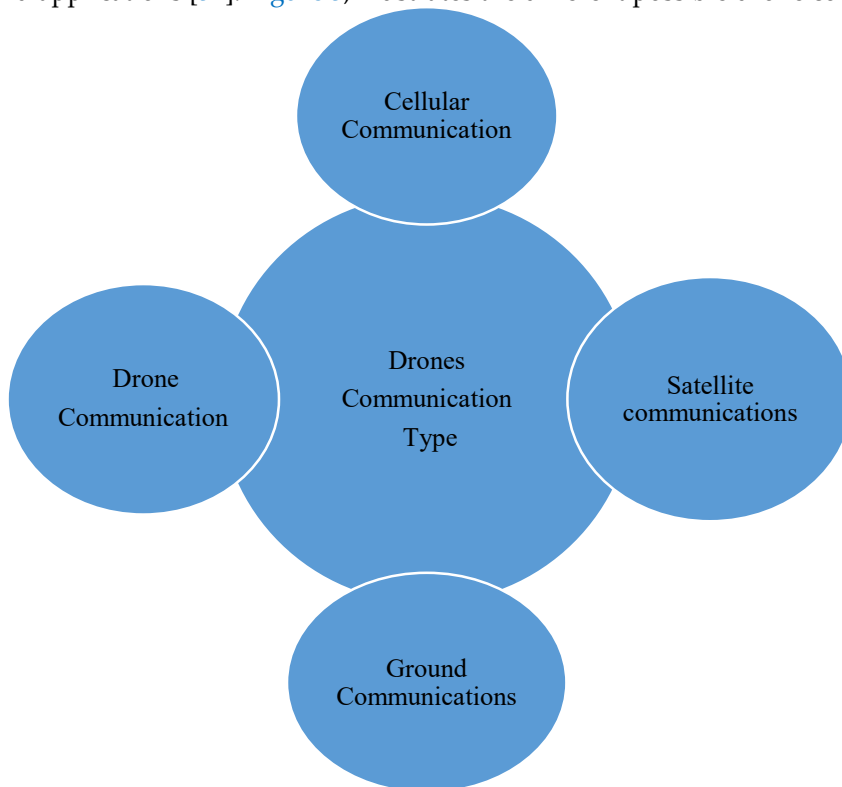 Cellular
Communication
Drones
Communication
Type
Drone
Communication
Satellite
communications
Ground
Communications